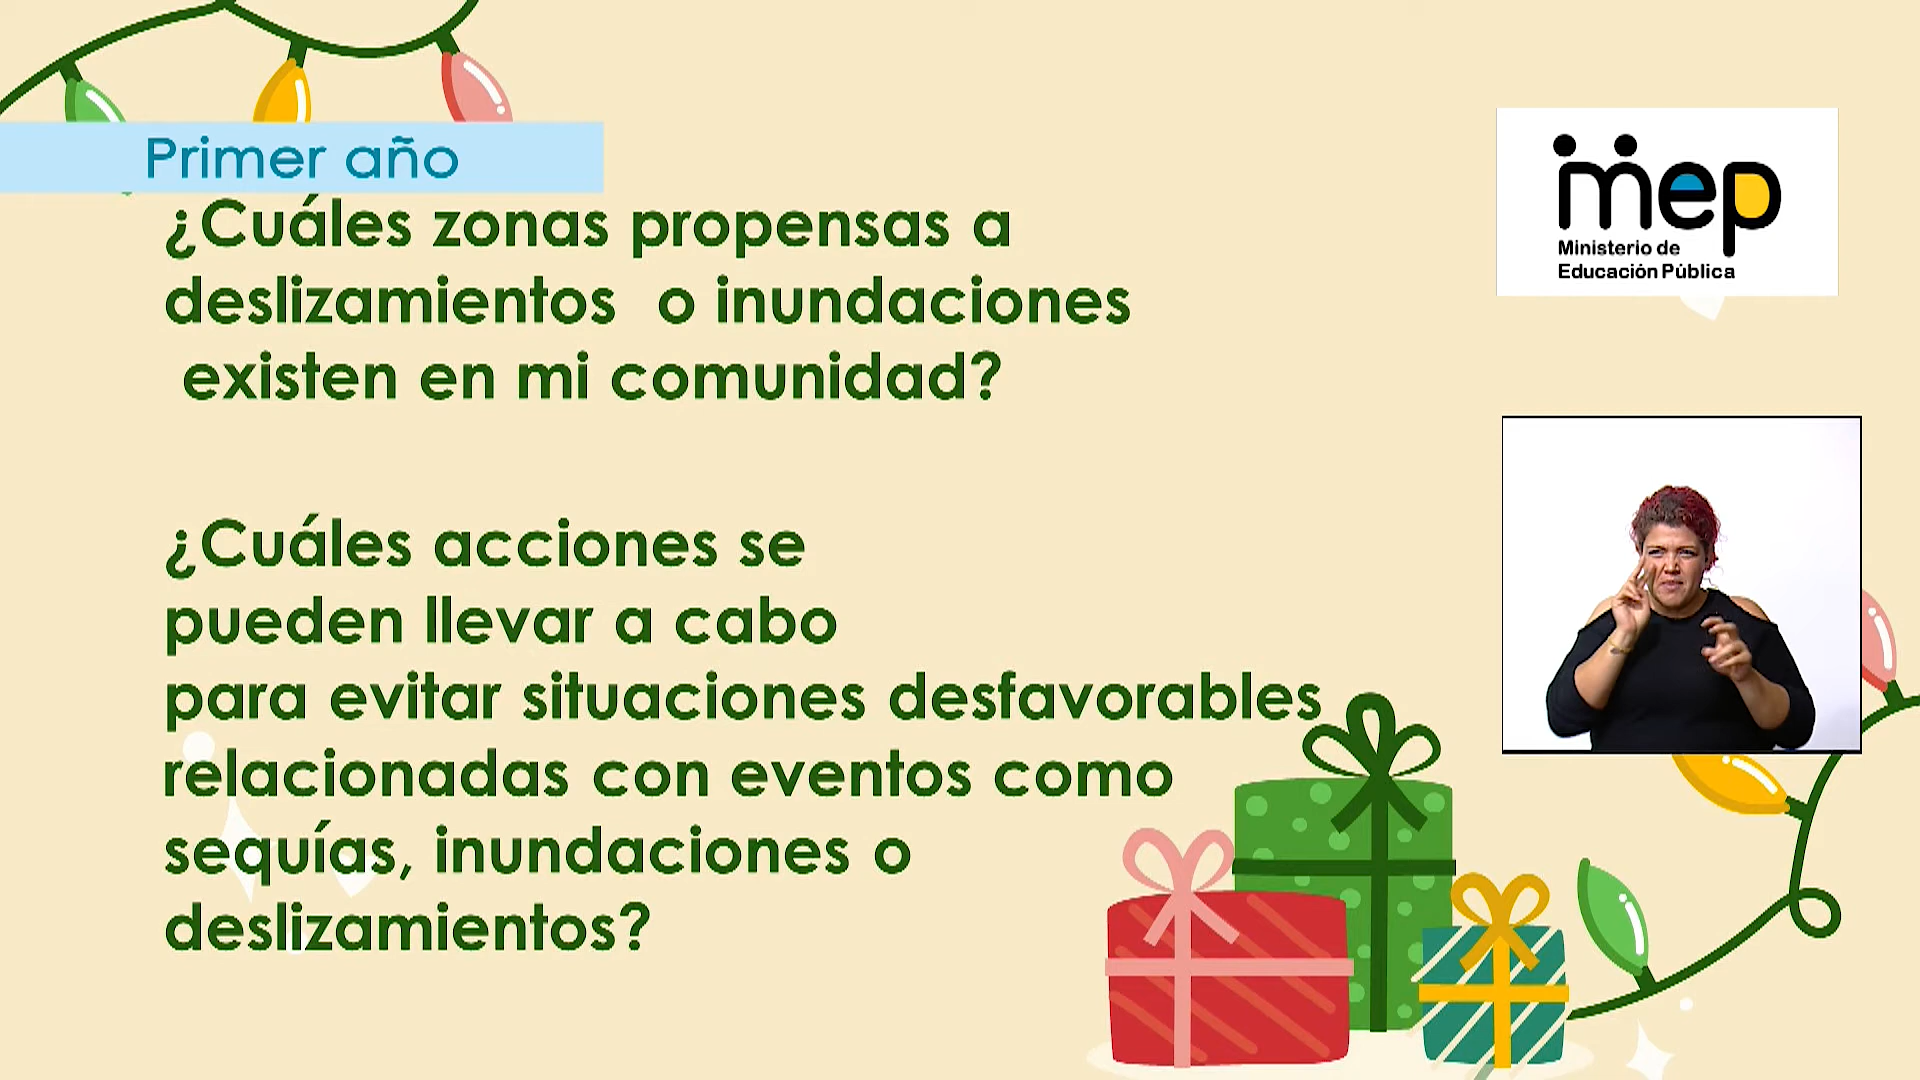 Primer año
¿Cuáles zonas propensas a
deslizamientos o inundaciones
existen en mi comunidad?
¿Cuáles acciones se
pueden llevar a cabo
para evitar situaciones desfavorables
relacionadas con eventos como
sequías, inundaciones o
deslizamientos?
mep
Ministerio de
Educación Pública